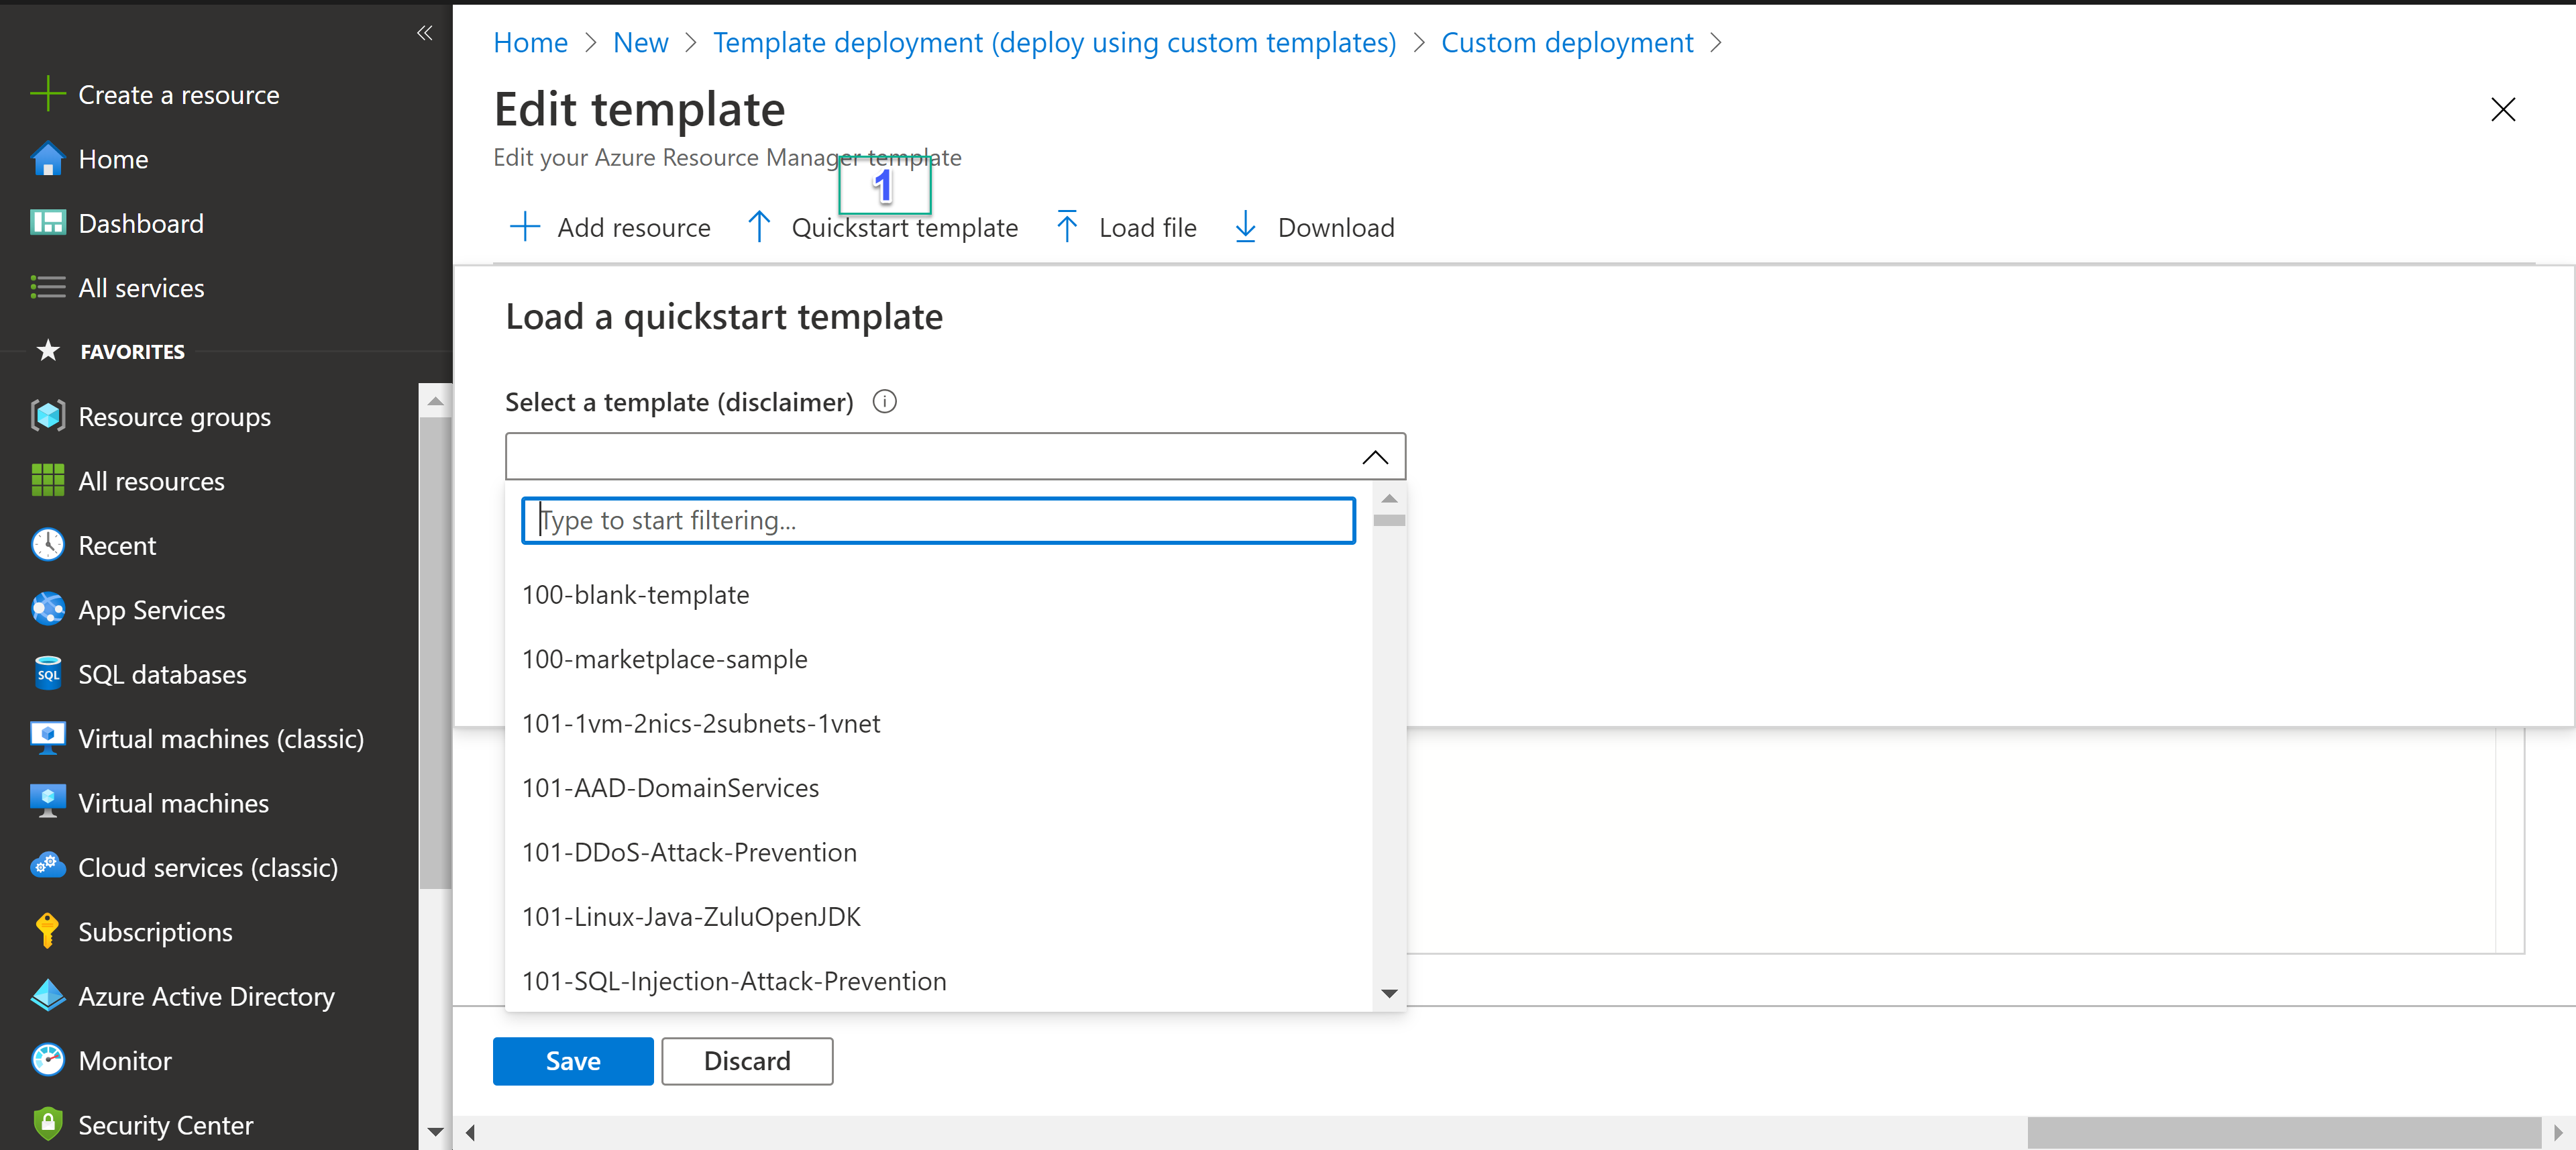 Create a resource
Home
Dashboard
All services
FAVORITES
Resource groups
All resources
Recent
App Services
SQL
SQL databases
Virtual machines (classic)
Virtual machines
Cloud services (classic)
Subscriptions
Azure Active Directory
Monitor
Security Center
Home > New > Template deployment (deploy using custom templates) > Custom deployment >
Edit template
Edit your Azure Resource Manager template
1
Add resource Quickstart template Load file Download
Load a quickstart template
Select a template (disclaimer)
Type to start filtering...
100-blank-template
100-marketplace-sample
101-1vm-2nics-2subnets-1vnet
101-AAD-DomainServices
101-DDoS-Attack-Prevention
101-Linux-Java-ZuluOpenJDK
101-SQL-Injection-Attack-Prevention
Save Discard